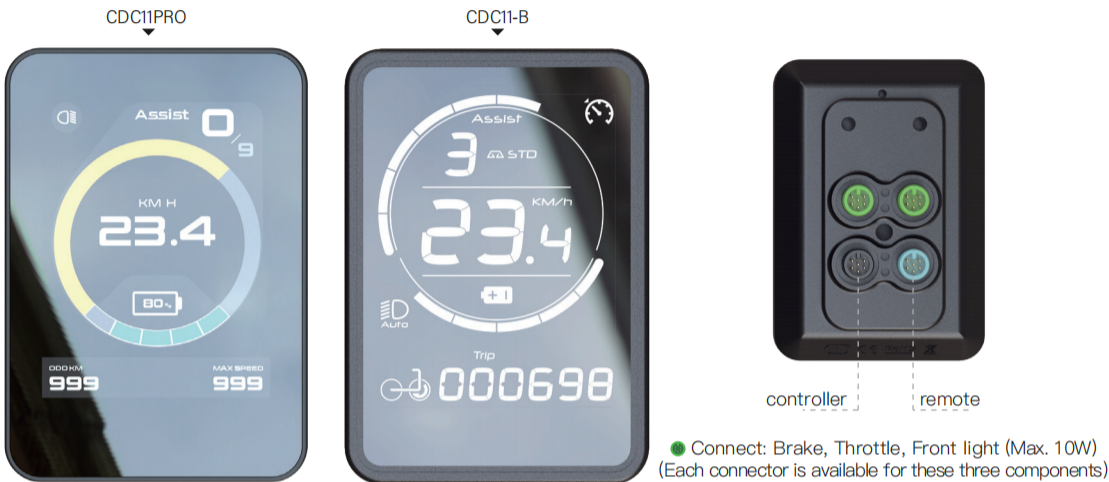 CDC11PRO
Assist 0/9
KM H
23.4
80%
ODO KM
999
MAX SPEED
999
CDC11-B
Assist
3 STD
KM/h
23.4
Auto
Trip
000698
controller
remote
Connect: Brake, Throttle, Front light (Max. 10W)
(Each connector is available for these three components)